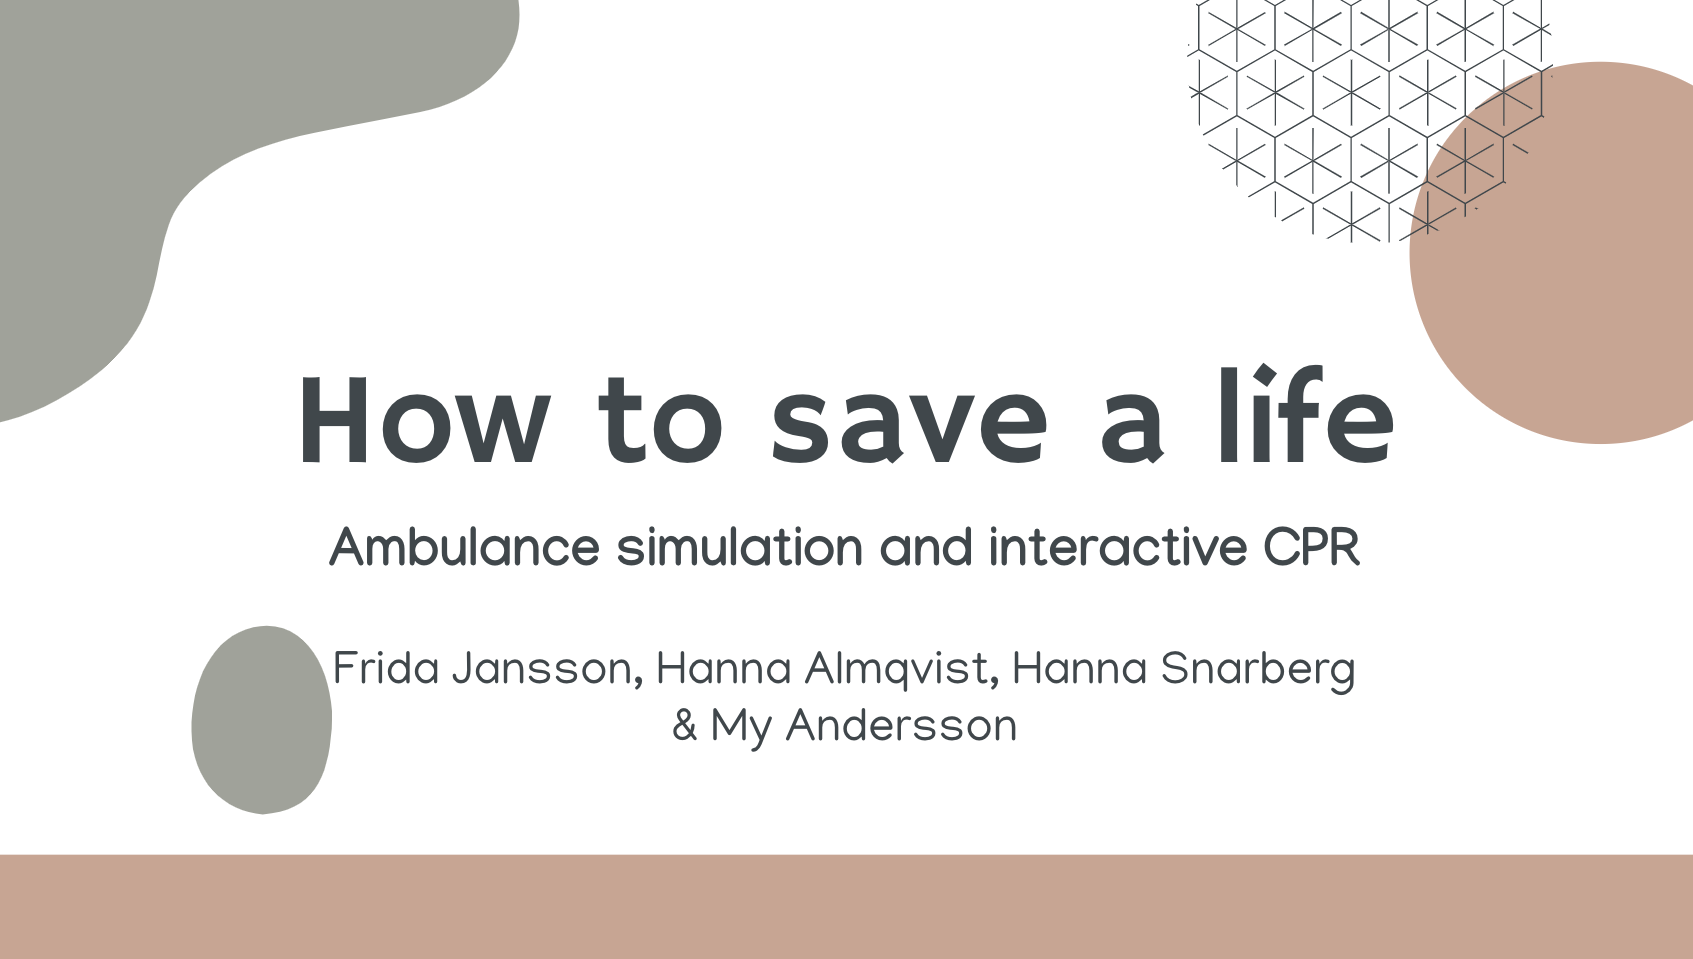 How to save a life
Ambulance simulation and interactive CPR
Frida Jansson, Hanna Almqvist, Hanna Snarberg
& My Andersson